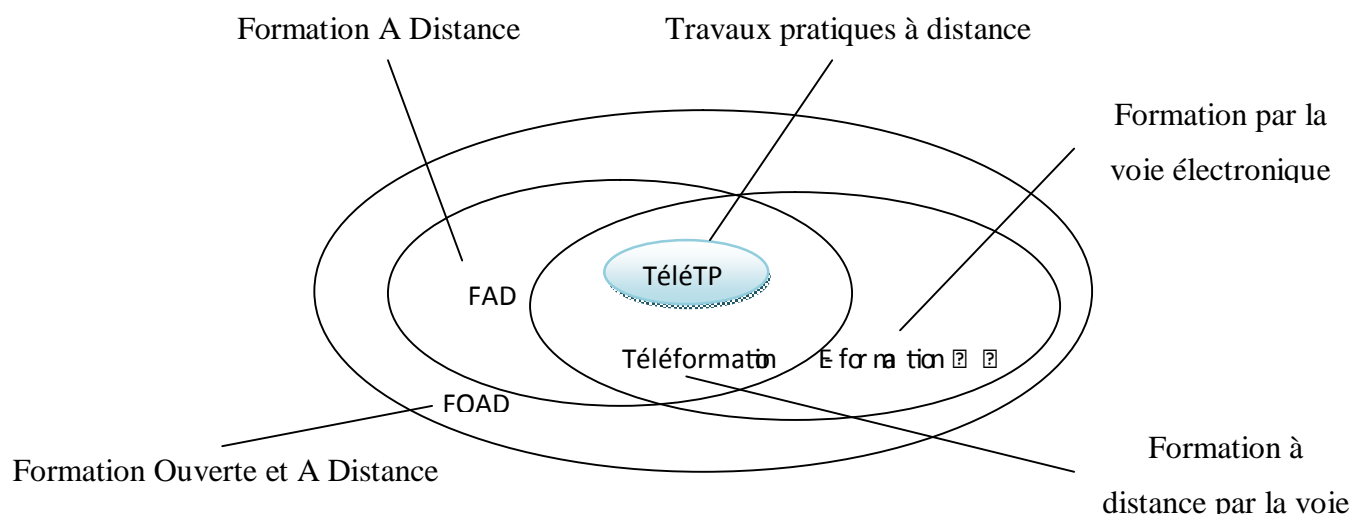 Formation A Distance
Travaux pratiques à distance
Formation par la
voie électronique
TéléTP
FAD
Téléformation
E-formation
FOAD
Formation Ouverte et A Distance
Formation à
distance par la voie